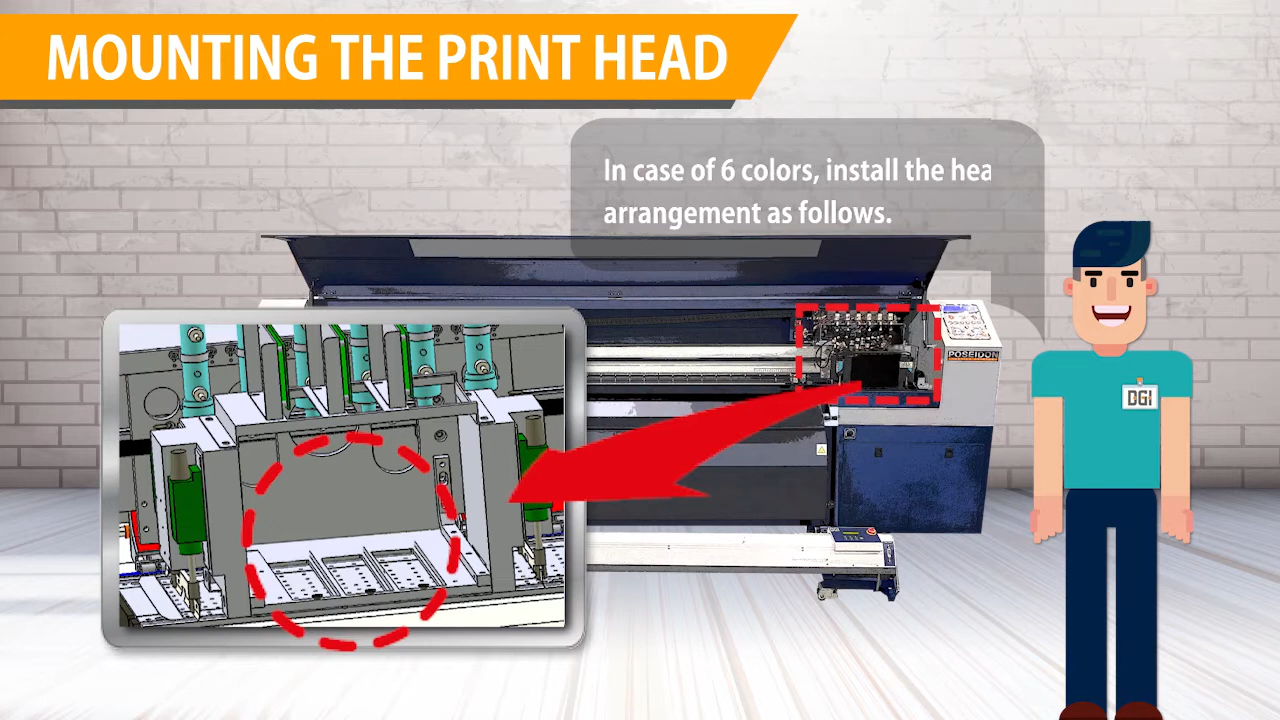 MOUNTING THE PRINT HEAD
In case of 6 colors, install the hea
arrangement as follows.
POSEIDON
DGI